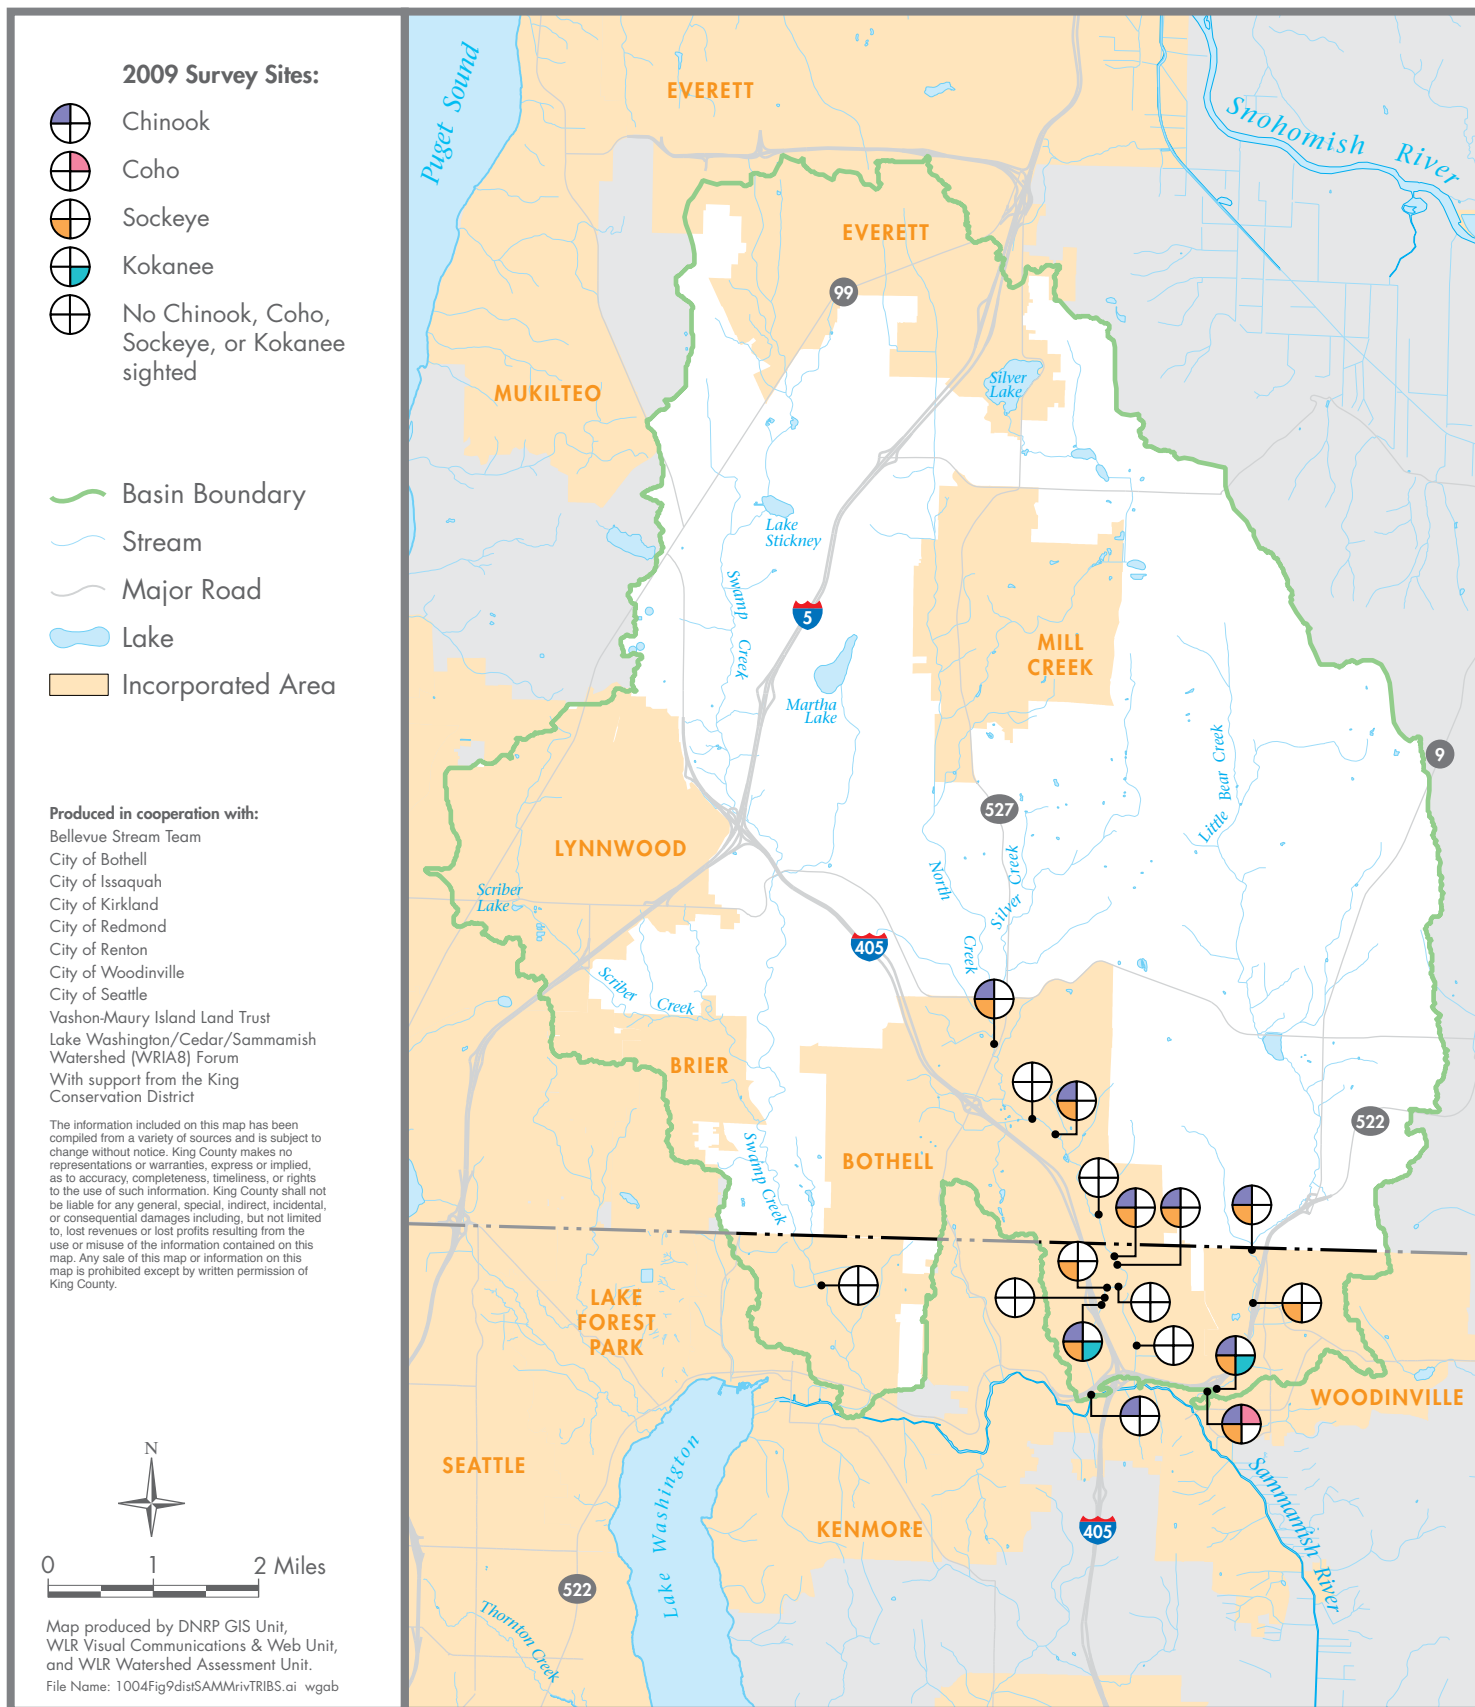 2009 Survey Sites:
Chinook
Coho
Sockeye
Kokanee
No Chinook, Coho,
Sockeye, or Kokanee
sighted
Basin Boundary
Stream
Major Road
Lake
Incorporated Area
Produced in cooperation with:
Bellevue Stream Team
City of Bothell
City of Issaquah
City of Kirkland
City of Redmond
City of Renton
City of Woodinville
City of Seattle
Vashon-Maury Island Land Trust
Lake Washington/Cedar/Sammamish
Watershed (WRIA8) Forum
With support from the King
Conservation District
The information included on this map has been
compiled from a variety of sources and is subject to
change without notice. King County makes no
representations or warranties, express or implied,
as to accuracy, completeness, timeliness, or rights
to the use of such information. King County shall not
be liable for any general, special, indirect, incidental,
or consequential damages including, but not limited
to, lost revenues or lost profits resulting from the
use or misuse of the information contained on this
map. Any sale of this map or information on this
map is prohibited except by written permission of
King County.
N
0 1 2 Miles
Map produced by DNRP GIS Unit,
WLR Visual Communications & Web Unit,
and WLR Watershed Assessment Unit.
File Name: 1004Fig9distSAMMrivTRIBS.ai wgab
Puget Sound
EVERETT
Snohomish River
EVERETT
99
Silver
Lake
MUKILTEO
Lake
Stickney
Swamp Creek
5
MILL
CREEK
Martha
Lake
Little Bear Creek
9
527
LYNNWOOD
North Creek
Silver Creek
Scriber
Lake
405
Scriber Creek
BRIER
522
Swamp Creek
BOTHELL
LAKE
FOREST
PARK
WOODINVILLE
SEATTLE
Lake Washington
Sammamish River
KENMORE
405
522
Thornton Creek